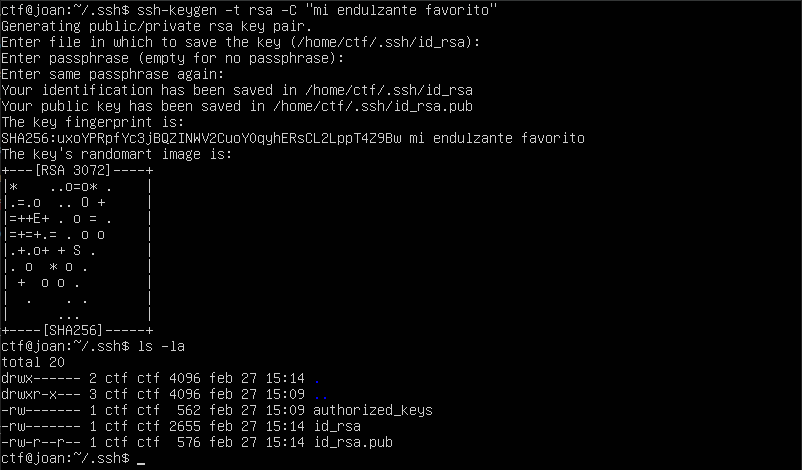 ctf@joan:~/.ssh$ ssh-keygen -t rsa -C "mi endulzante favorito"
Generating public/private rsa key pair.
Enter file in which to save the key (/home/ctf/.ssh/id_rsa):
Enter passphrase (empty for no passphrase):
Enter same passphrase again:
Your identification has been saved in /home/ctf/.ssh/id_rsa
Your public key has been saved in /home/ctf/.ssh/id_rsa.pub
The key fingerprint is:
SHA256:uxoYPRpfYc3jBQZINWV2CuoY0qyhERsCL2LppT4Z9Bw mi endulzante favorito
The key's randomart image is:
+---[RSA 3072]----+
|*    ..o=o* .    |
|.=.o  .. O +     |
|=++E+ . o = .    |
|=+=+.= . o o     |
|.+.o+ + S .      |
|. o  * o .       |
| +  o o .        |
|  .    . .       |
|      ...        |
+----[SHA256]-----+
ctf@joan:~/.ssh$ ls -la
total 20
drwx------ 2 ctf ctf 4096 feb 27 15:14 .
drwxr-x--- 3 ctf ctf 4096 feb 27 15:09 ..
-rw------- 1 ctf ctf  562 feb 27 15:09 authorized_keys
-rw------- 1 ctf ctf 2655 feb 27 15:14 id_rsa
-rw-r--r-- 1 ctf ctf  576 feb 27 15:14 id_rsa.pub
ctf@joan:~/.ssh$ _